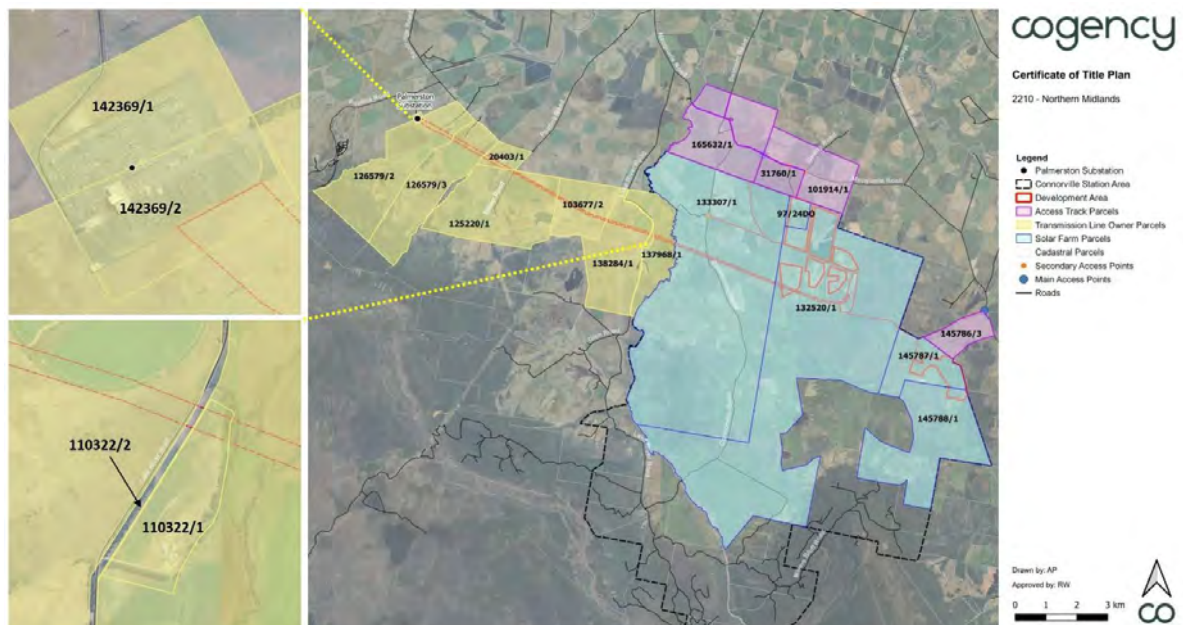 142369/1
142369/2
110322/2
110322/1
Palmerston
Substation
20403/1
126579/2
126579/3
125220/1
103677/2
138284/1
137968/1
165632/1
31760/1
101914/1
133307/1
97/24DO
132520/1
145786/3
145787/1
145788/1
cogency
Certificate of Title Plan
2210 - Northern Midlands
Legend
Palmerston Substation
Connorville Station Area
Development Area
Access Track Parcels
Transmission Line Owner Parcels
Solar Farm Parcels
Cadastral Parcels
Secondary Access Points
Main Access Points
Roads
Drawn by: AP
Approved by: RW
0 1 2 3 km
CO